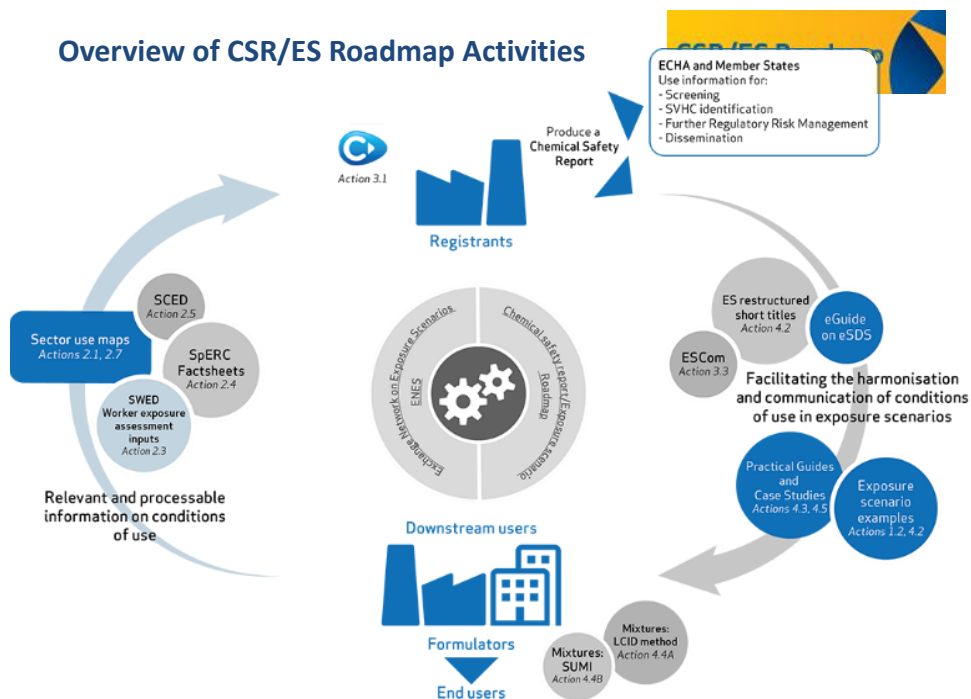 Overview of CSR/ES Roadmap Activities
CSR/ES Roadmap
ECHA and Member States
Use information for:
- Screening
- SVHC identification
- Further Regulatory Risk Management
- Dissemination
Produce a
Chemical Safety
Report
Action 3.1
Registrants
SCED
Action 2.5
Sector use maps
Actions 2.1, 2.7
SpERC
Factsheets
Action 2.4
SWED
Worker exposure
assessment
inputs
Action 2.3
Relevant and processable
information on conditions
of use
Exchange Network on Exposure Scenarios
ENES
Chemical safety report/Exposure scenario
Roadmap
ES restructured
short titles
Action 4.2
eGuide
on eSDS
ESCom
Action 3.3
Facilitating the harmonisation
and communication of conditions
of use in exposure scenarios
Practical Guides
and
Case Studies
Actions 4.3, 4.5
Exposure
scenario
examples
Actions 1.2, 4.2
Downstream users
Formulators
End users
Mixtures:
LCID method
Action 4.4A
Mixtures:
SUMI
Action 4.4B